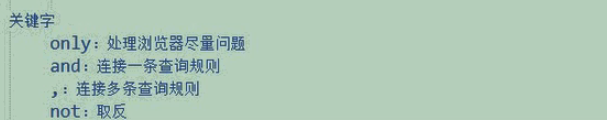 关键字
only：处理浏览器尽量问题
and：连接一条查询规则
,：连接多条查询规则
not：取反